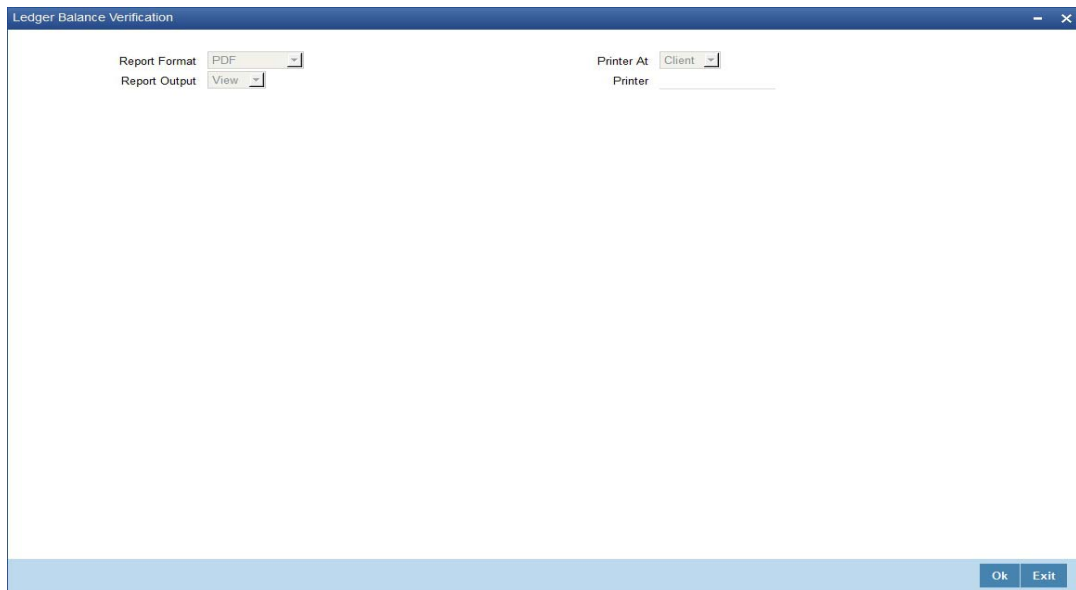 Ledger Balance Verification
Report Format PDF
Report Output View
Printer At Client
Printer
Ok Exit